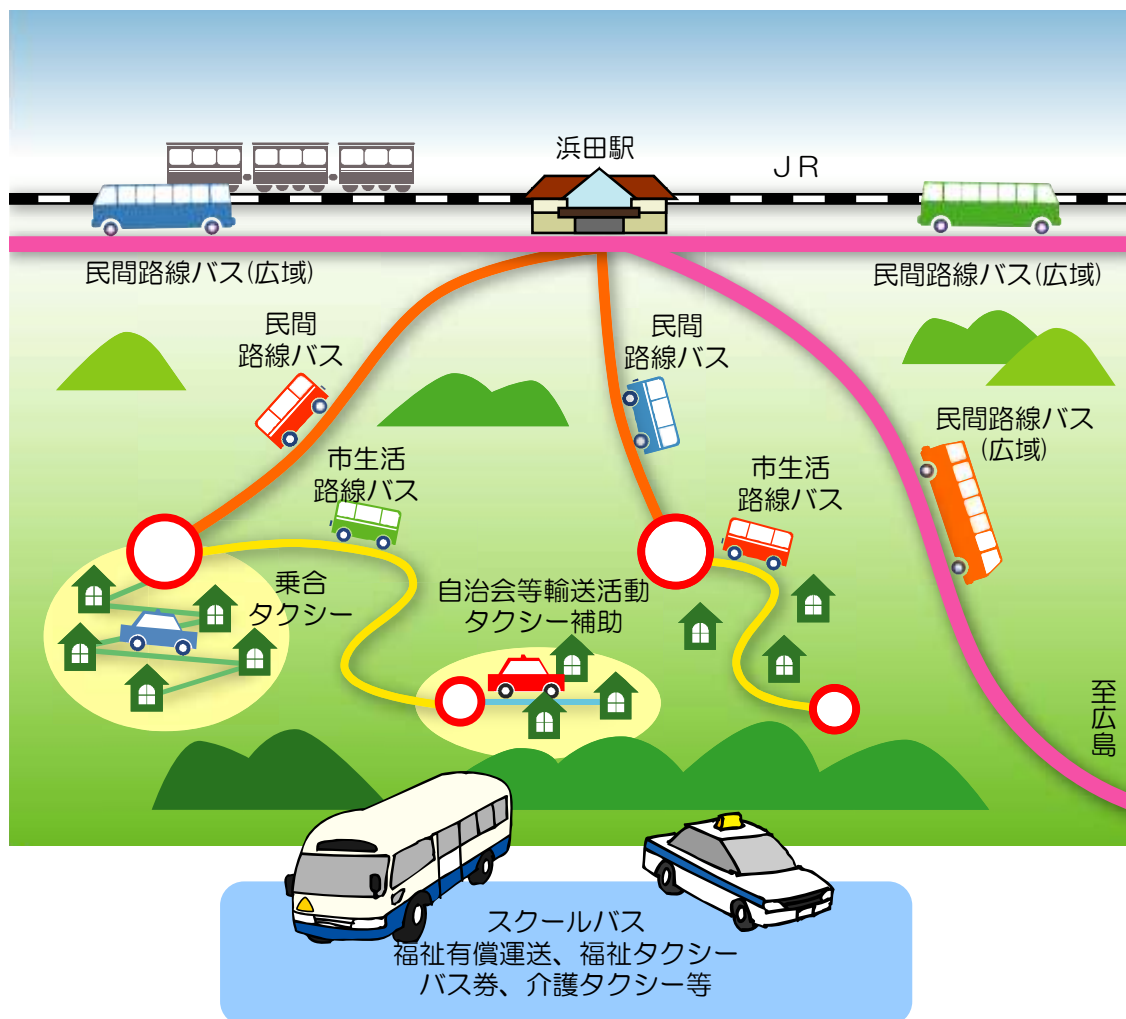 浜田駅
ＪＲ
民間路線バス(広域)
民間路線バス(広域)
民間
路線バス
民間
路線バス
民間路線バス
(広域)
市生活
路線バス
市生活
路線バス
乗合
タクシー
自治会等輸送活動
タクシー補助
至広島
スクールバス
福祉有償運送、福祉タクシー
バス券、介護タクシー等